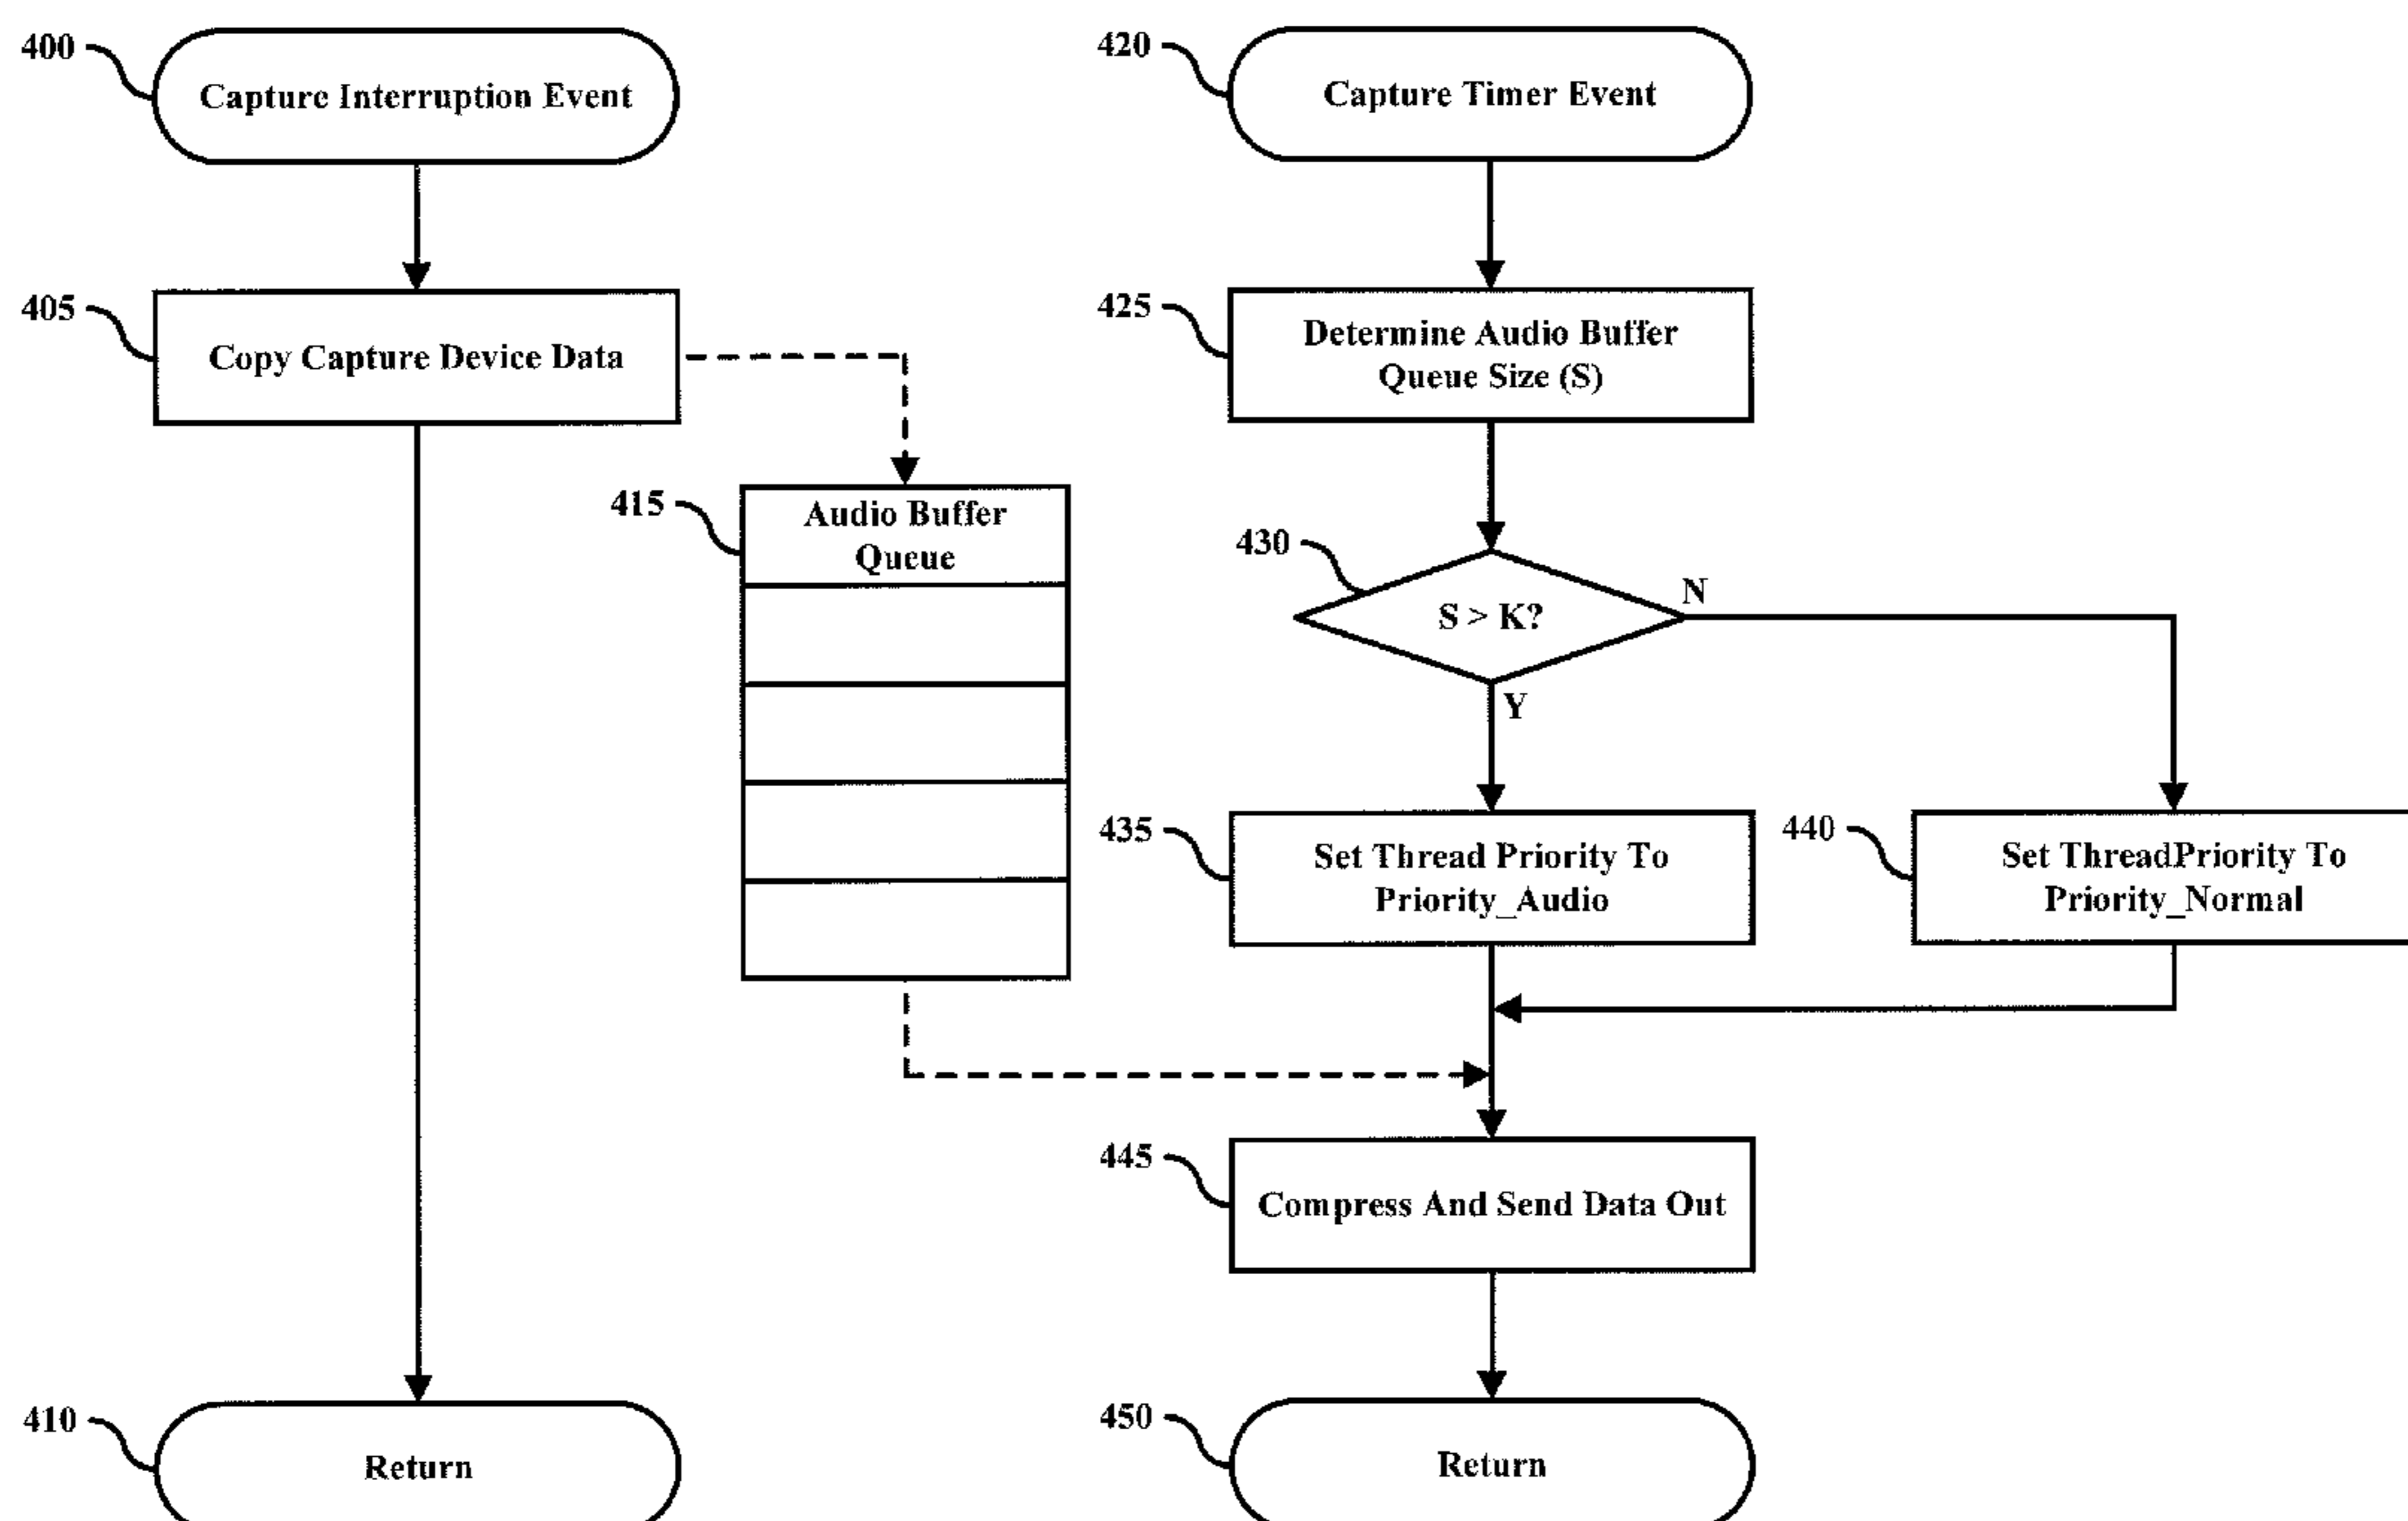 400
Capture Interruption Event
405
Copy Capture Device Data
415
Audio Buffer
Queue
410
Return
420
Capture Timer Event
425
Determine Audio Buffer
Queue Size (S)
430
S > K?
N
Y
435
Set Thread Priority To
Priority_Audio
440
Set ThreadPriority To
Priority_Normal
445
Compress And Send Data Out
450
Return